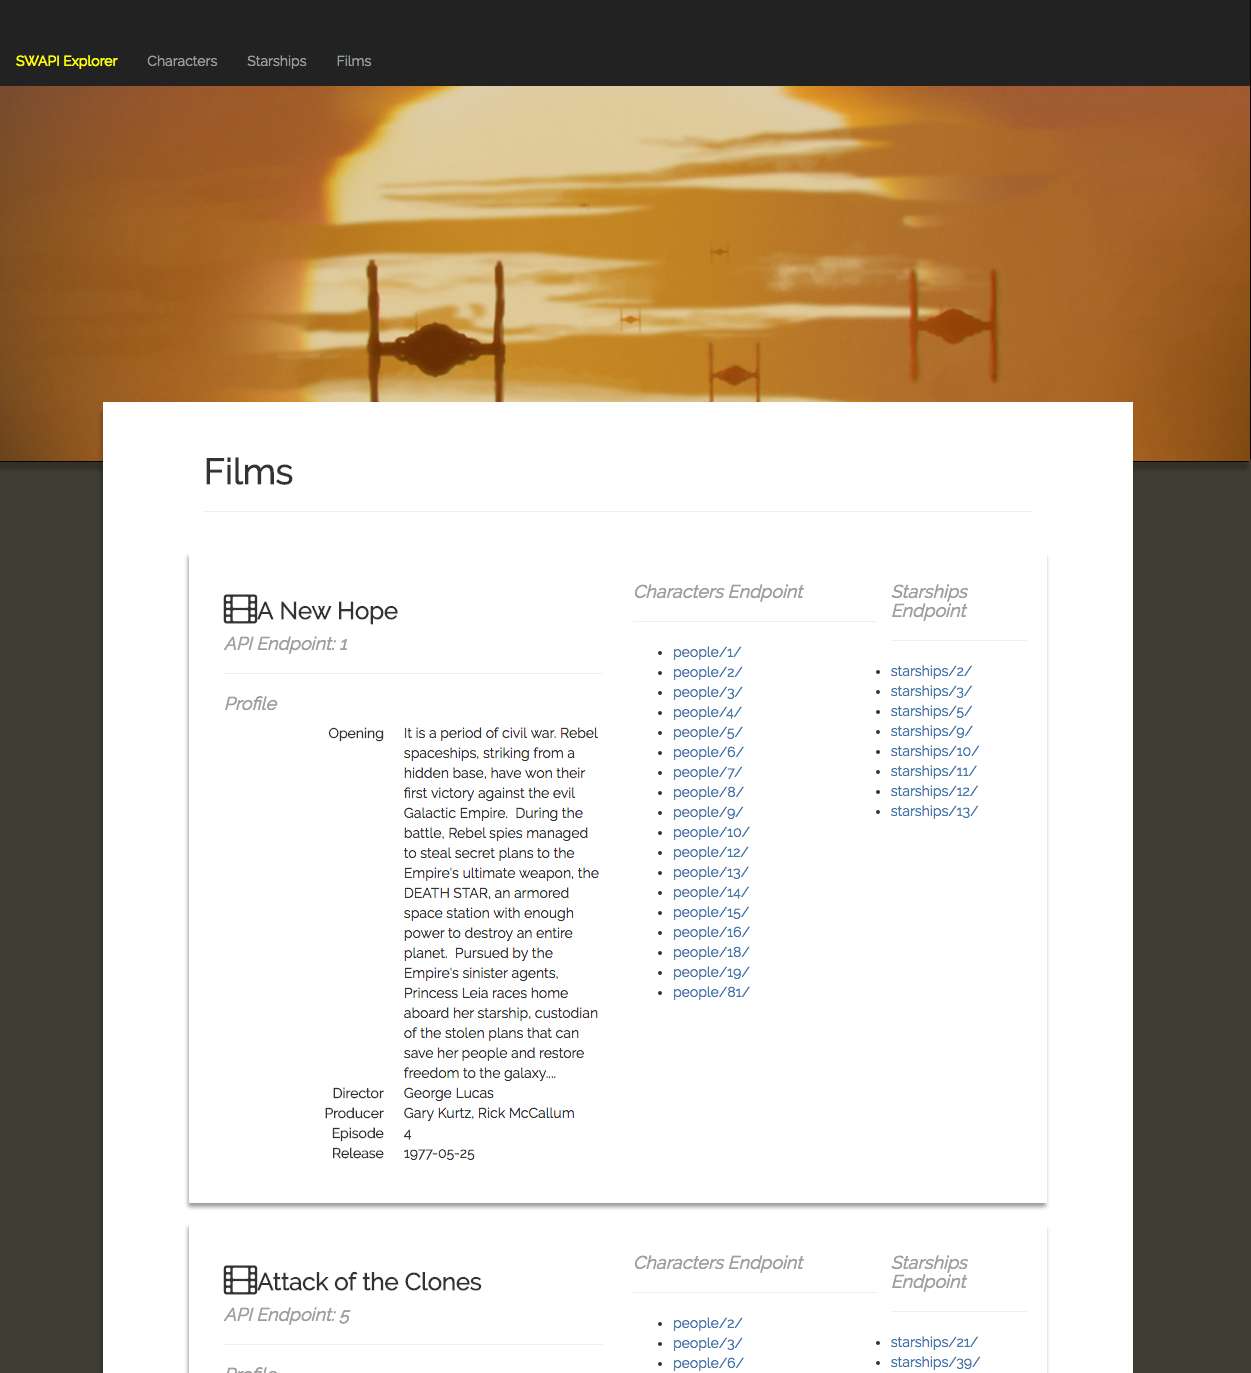 SWAPI Explorer Characters Starships Films
Films
A New Hope
API Endpoint: 1
Profile
Opening It is a period of civil war. Rebel
spaceships, striking from a
hidden base, have won their
first victory against the evil
Galactic Empire.  During the
battle, Rebel spies managed
to steal secret plans to the
Empire's ultimate weapon, the
DEATH STAR, an armored
space station with enough
power to destroy an entire
planet.  Pursued by the
Empire's sinister agents,
Princess Leia races home
aboard her starship, custodian
of the stolen plans that can
save her people and restore
freedom to the galaxy....
Director George Lucas
Producer Gary Kurtz, Rick McCallum
Episode 4
Release 1977-05-25
Characters Endpoint
people/1/
people/2/
people/3/
people/4/
people/5/
people/6/
people/7/
people/8/
people/9/
people/10/
people/12/
people/13/
people/14/
people/15/
people/16/
people/18/
people/19/
people/81/
Starships
Endpoint
starships/2/
starships/3/
starships/5/
starships/9/
starships/10/
starships/11/
starships/12/
starships/13/
Attack of the Clones
API Endpoint: 5
Profile
Characters Endpoint
people/2/
people/3/
people/6/
Starships
Endpoint
starships/21/
starships/39/